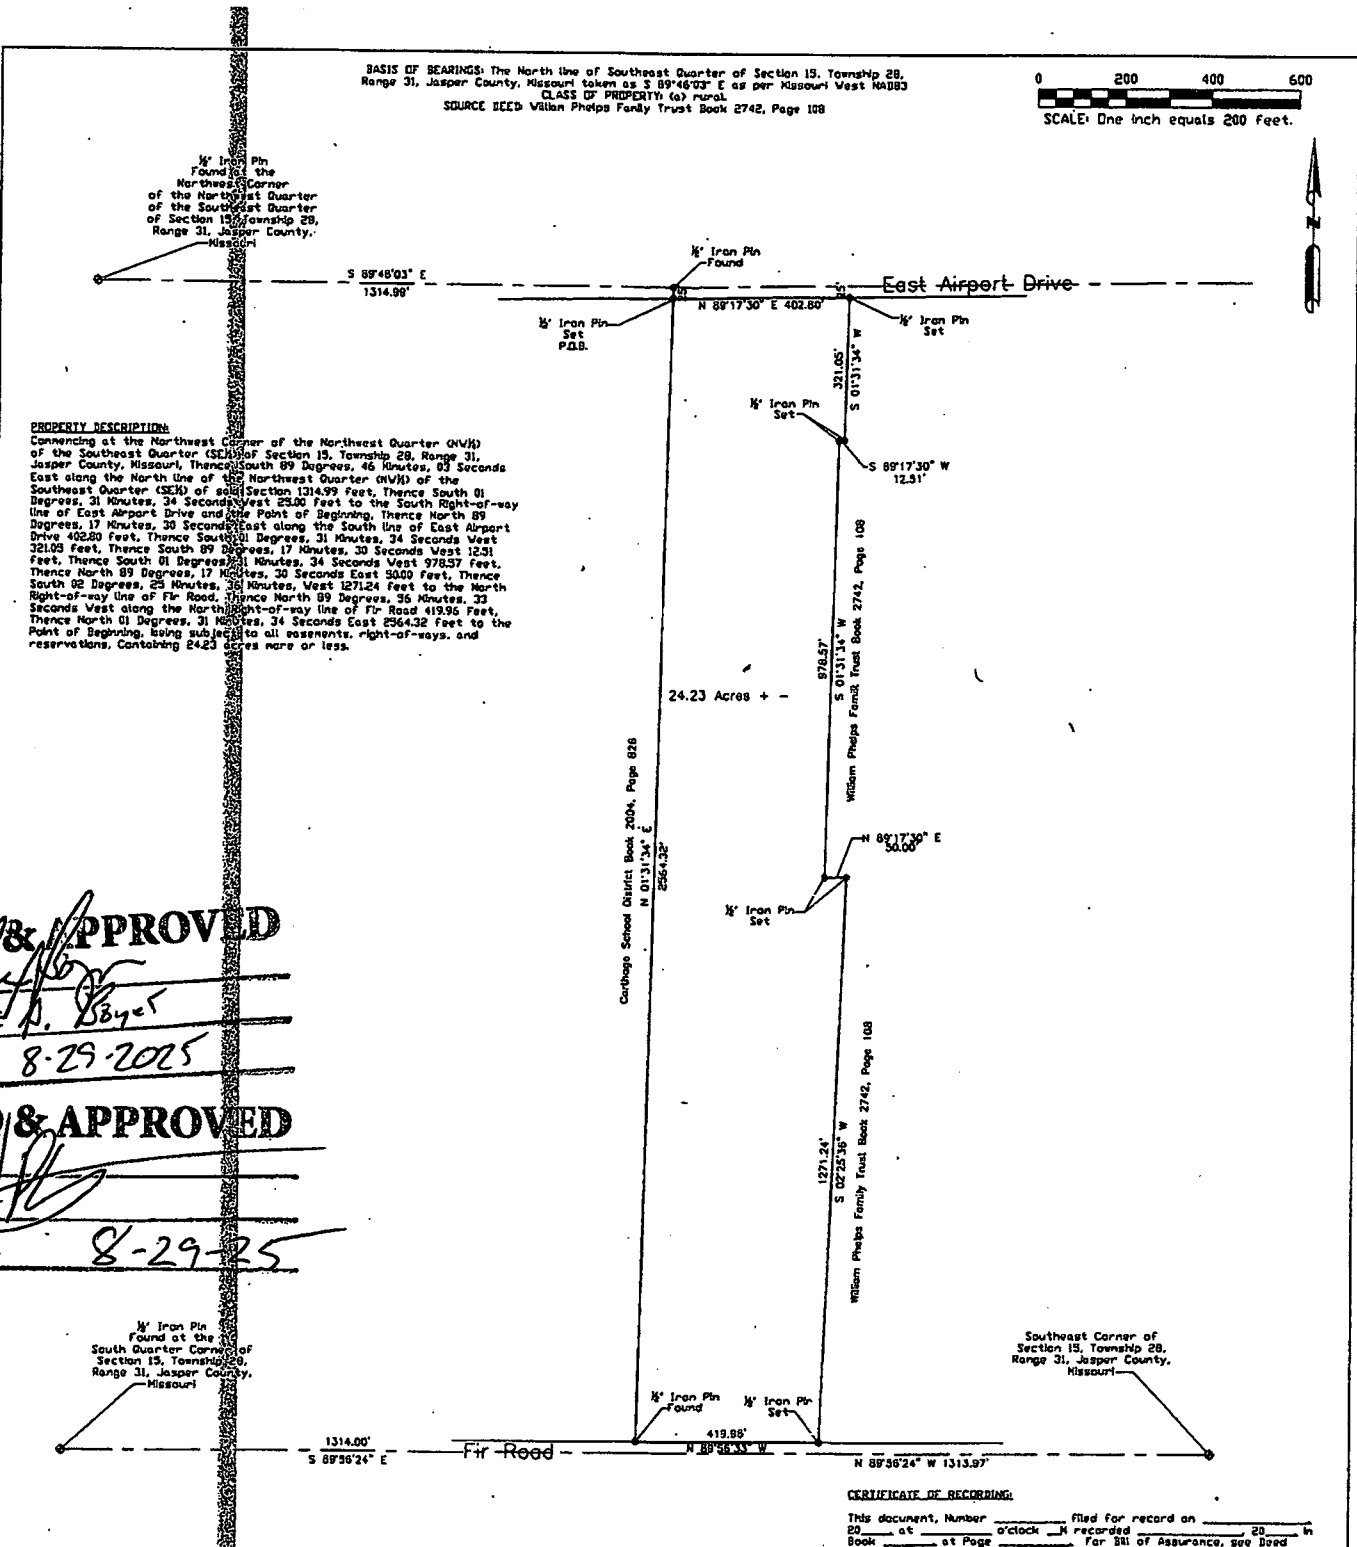 BASIS OF BEARINGS: The North line of Southeast Quarter of Section 15, Township 28,
Range 31, Jasper County, Missouri taken as S 89°46'03" E as per Missouri West NAD83
CLASS OF PROPERTY: (a) rural
SOURCE DEED: Willian Phelps Family Trust Book 2742, Page 108
0 200 400 600
SCALE: One inch equals 200 feet.
N
½" Iron Pin
Found at the
Northwest Corner
of the Northwest Quarter
of the Southeast Quarter
of Section 15, Township 28,
Range 31, Jasper County,
Missouri
S 89°46'03" E
1314.99'
½" Iron Pin
Found
East Airport Drive
25'
N 89°17'30" E 402.80'
25'
½" Iron Pin
Set
P.O.B.
½" Iron Pin
Set
321.05'
S 01°31'34" W
½" Iron Pin
Set
S 89°17'30" W
12.51'
PROPERTY DESCRIPTION:
Commencing at the Northwest Corner of the Northwest Quarter (NW¼)
of the Southeast Quarter (SE¼) of Section 15, Township 28, Range 31,
Jasper County, Missouri, Thence South 89 Degrees, 46 Minutes, 03 Seconds
East along the North line of the Northwest Quarter (NW¼) of the
Southeast Quarter (SE¼) of said Section 1314.99 feet, Thence South 01
Degrees, 31 Minutes, 34 Seconds West 25.00 feet to the South Right-of-way
line of East Airport Drive and the Point of Beginning, Thence North 89
Degrees, 17 Minutes, 30 Seconds East along the South line of East Airport
Drive 402.80 feet, Thence South 01 Degrees, 31 Minutes, 34 Seconds West
321.05 feet, Thence South 89 Degrees, 17 Minutes, 30 Seconds West 12.51
feet, Thence South 01 Degrees, 31 Minutes, 34 Seconds West 978.57 feet,
Thence North 89 Degrees, 17 Minutes, 30 Seconds East 50.00 feet, Thence
South 02 Degrees, 25 Minutes, 36 Minutes, West 1271.24 feet to the North
Right-of-way line of Fir Road, Thence North 89 Degrees, 56 Minutes, 33
Seconds West along the North Right-of-way line of Fir Road 419.96 Feet,
Thence North 01 Degrees, 31 Minutes, 34 Seconds East 2564.32 feet to the
Point of Beginning, being subject to all easements, right-of-ways, and
reservations, Containing 24.23 acres more or less.
William Phelps Family Trust Book 2742, Page 108
978.57'
S 01°31'34" W
24.23 Acres + -
Carthage School District Book 2004, Page 826
N 01°31'34" E
2564.32'
N 89°17'30" E
50.00'
½" Iron Pin
Set
& APPROVED
A. Boyer
8-29-2025
& APPROVED
8-29-25
1271.24'
S 02°25'36" W
William Phelps Family Trust Book 2742, Page 108
½" Iron Pin
Found at the
South Quarter Corner of
Section 15, Township 28,
Range 31, Jasper County,
Missouri
Southeast Corner of
Section 15, Township 28,
Range 31, Jasper County,
Missouri
½" Iron Pin
Found
½" Iron Pin
Set
1314.00'
S 89°56'24" E
Fir Road
419.96'
N 89°56'33" W
N 89°56'24" W 1313.97'
CERTIFICATE OF RECORDING:
This document, Number ______ filed for record on ______
20____ at ______ o'clock __M recorded ______, 20___ in
Book ______ at Page ______. For Bill of Assurance, see Deed